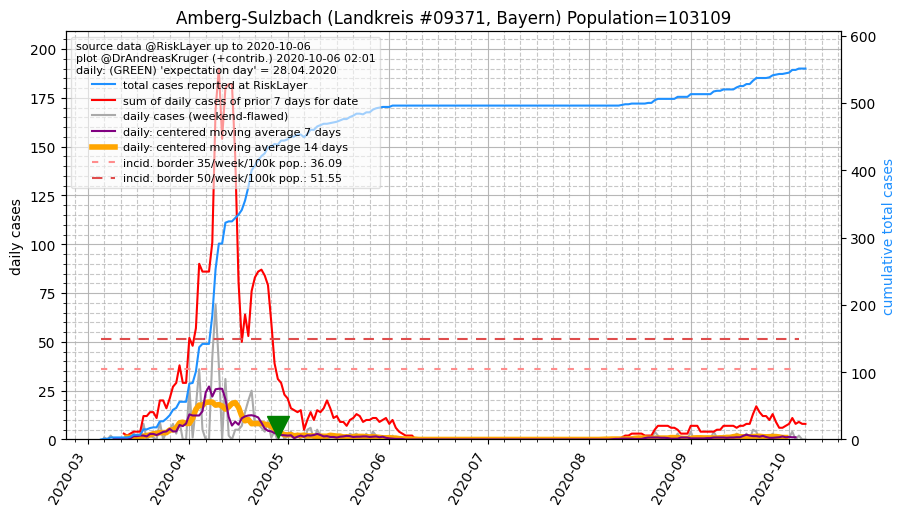 Amberg-Sulzbach (Landkreis #09371, Bayern) Population=103109
source data @RiskLayer up to 2020-10-06
plot @DrAndreasKruger (+contrib.) 2020-10-06 02:01
daily: (GREEN) 'expectation day' = 28.04.2020
total cases reported at RiskLayer
sum of daily cases of prior 7 days for date
daily cases (weekend-flawed)
daily: centered moving average 7 days
daily: centered moving average 14 days
incid. border 35/week/100k pop.: 36.09
incid. border 50/week/100k pop.: 51.55
daily cases
200
175
150
125
100
75
50
25
0
600
500
400
300
200
100
0
cumulative total cases
2020-03
2020-04
2020-05
2020-06
2020-07
2020-08
2020-09
2020-10